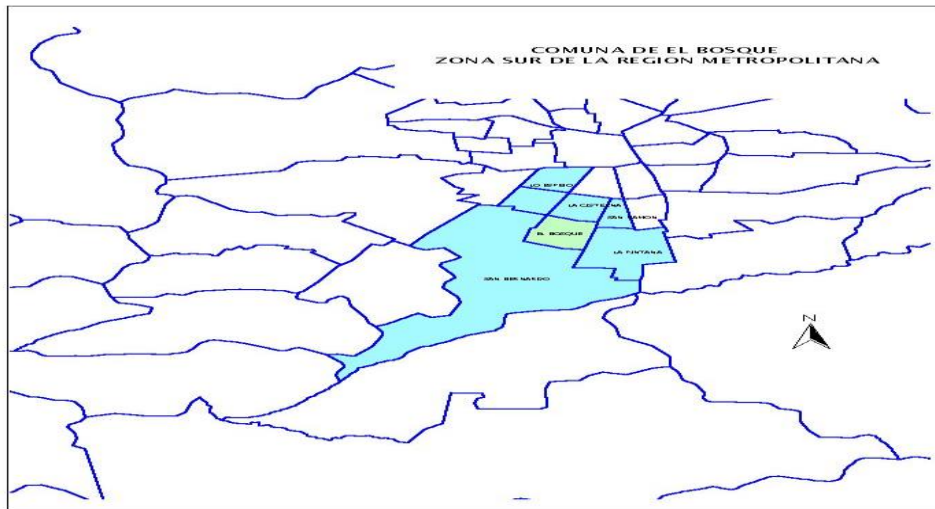 COMUNA DE EL BOSQUE
ZONA SUR DE LA REGION METROPOLITANA
LO ESPEJO
LA CISTERNA
SAN RAMON
EL BOSQUE
LA PINTANA
SAN BERNARDO
N